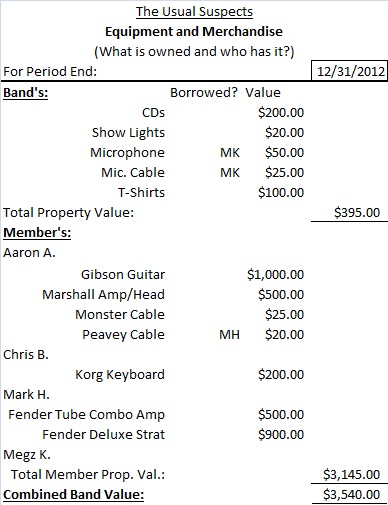 The Usual Suspects
Equipment and Merchandise
(What is owned and who has it?)
For Period End: 12/31/2012
Band's: Borrowed? Value
CDs $200.00
Show Lights $20.00
Microphone MK $50.00
Mic. Cable MK $25.00
T-Shirts $100.00
Total Property Value: $395.00
Member's:
Aaron A.
Gibson Guitar $1,000.00
Marshall Amp/Head $500.00
Monster Cable $25.00
Peavey Cable MH $20.00
Chris B.
Korg Keyboard $200.00
Mark H.
Fender Tube Combo Amp $500.00
Fender Deluxe Strat $900.00
Megz K.
Total Member Prop. Val.: $3,145.00
Combined Band Value: $3,540.00